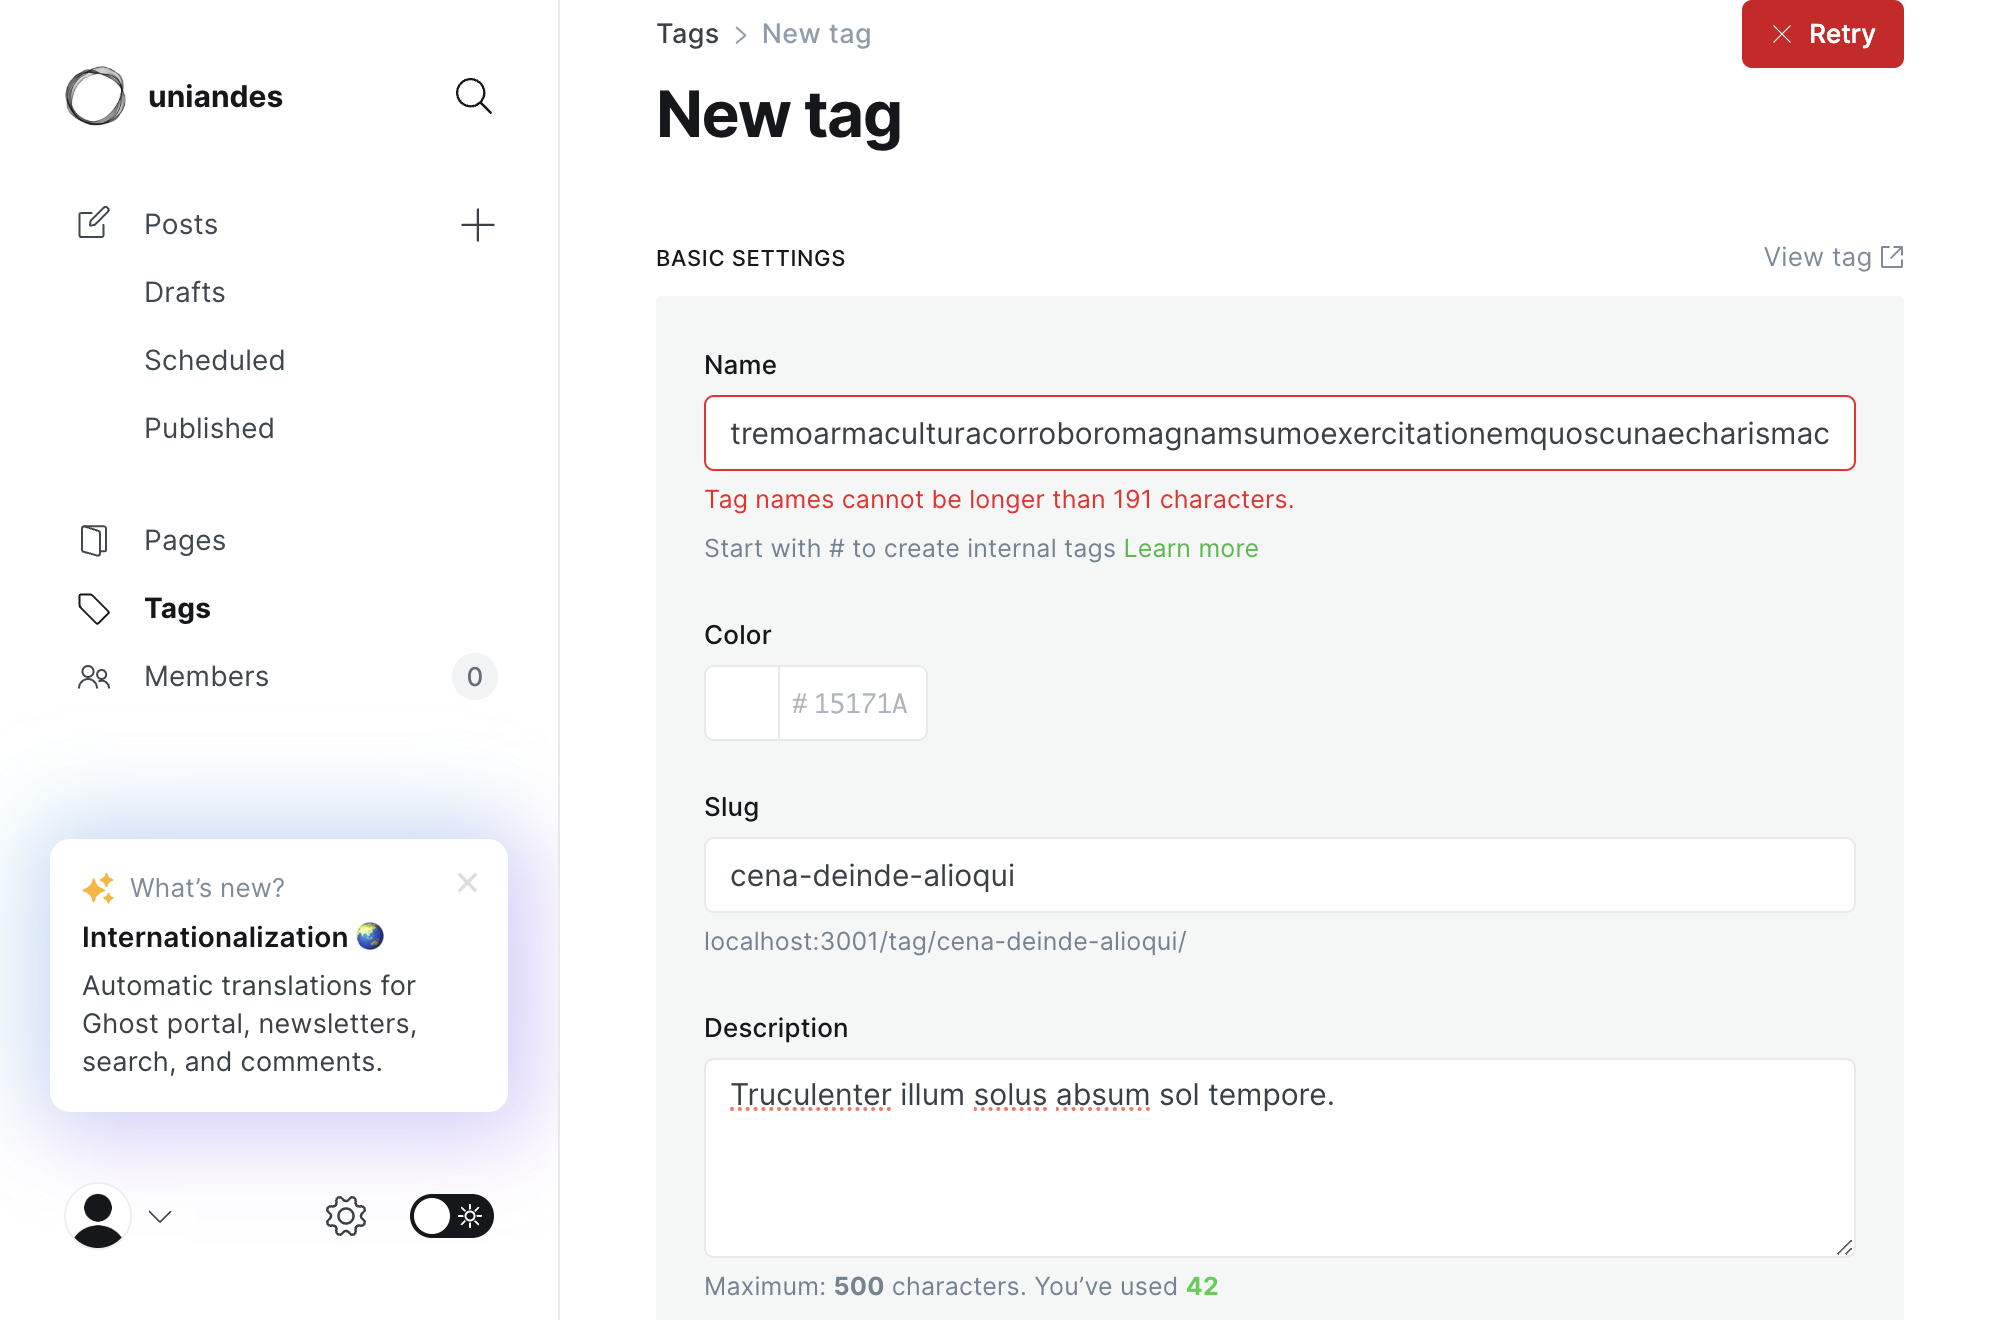 uniandes
Posts
Drafts
Scheduled
Published
Pages
Tags
Members
0
What’s new?
Internationalization
Automatic translations for
Ghost portal, newsletters,
search, and comments.
Tags > New tag
Retry
New tag
BASIC SETTINGS
View tag
Name
tremoarmaculturacorroboromagnamsumoexercitationemquoscunaecharismac
Tag names cannot be longer than 191 characters.
Start with # to create internal tags Learn more
Color
# 15171A
Slug
cena-deinde-alioqui
localhost:3001/tag/cena-deinde-alioqui/
Description
Truculenter illum solus absum sol tempore.
Maximum: 500 characters. You’ve used 42